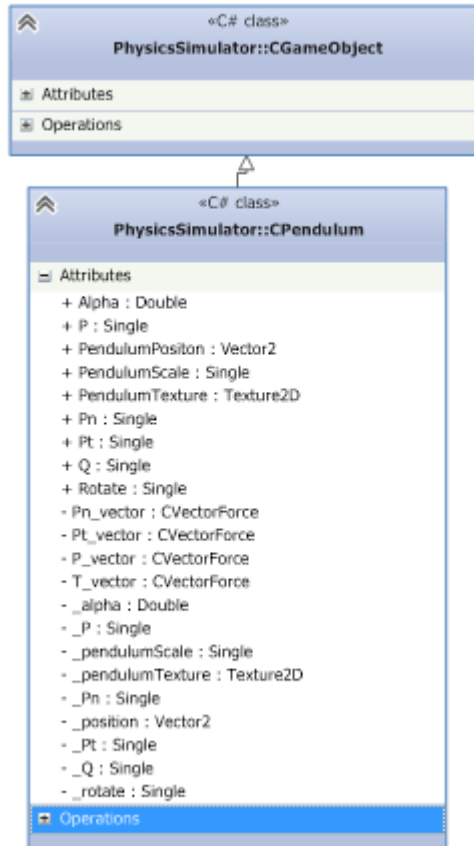 «C# class»
PhysicsSimulator::CGameObject
Attributes
Operations
«C# class»
PhysicsSimulator::CPendulum
Attributes
+ Alpha : Double
+ P : Single
+ PendulumPositon : Vector2
+ PendulumScale : Single
+ PendulumTexture : Texture2D
+ Pn : Single
+ Pt : Single
+ Q : Single
+ Rotate : Single
- Pn_vector : CVectorForce
- Pt_vector : CVectorForce
- P_vector : CVectorForce
- T_vector : CVectorForce
- _alpha : Double
- _P : Single
- _pendulumScale : Single
- _pendulumTexture : Texture2D
- _Pn : Single
- _position : Vector2
- _Pt : Single
- _Q : Single
- _rotate : Single
Operations